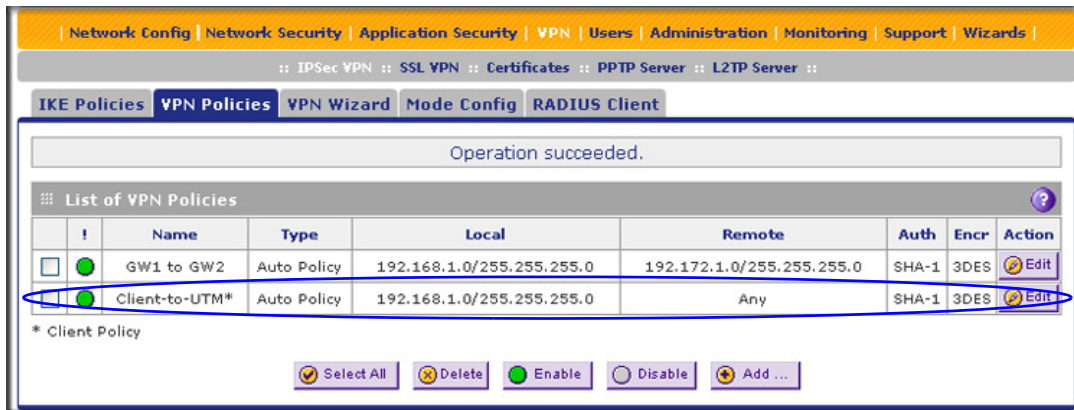 | Network Config | Network Security | Application Security | VPN | Users | Administration | Monitoring | Support | Wizards |
:: IPSec VPN :: SSL VPN :: Certificates :: PPTP Server :: L2TP Server ::
IKE Policies VPN Policies VPN Wizard Mode Config RADIUS Client
Operation succeeded.
List of VPN Policies ?
! Name Type Local Remote Auth Encr Action
GW1 to GW2 Auto Policy 192.168.1.0/255.255.255.0 192.172.1.0/255.255.255.0 SHA-1 3DES Edit
Client-to-UTM* Auto Policy 192.168.1.0/255.255.255.0 Any SHA-1 3DES Edit
* Client Policy
Select All Delete Enable Disable Add ...